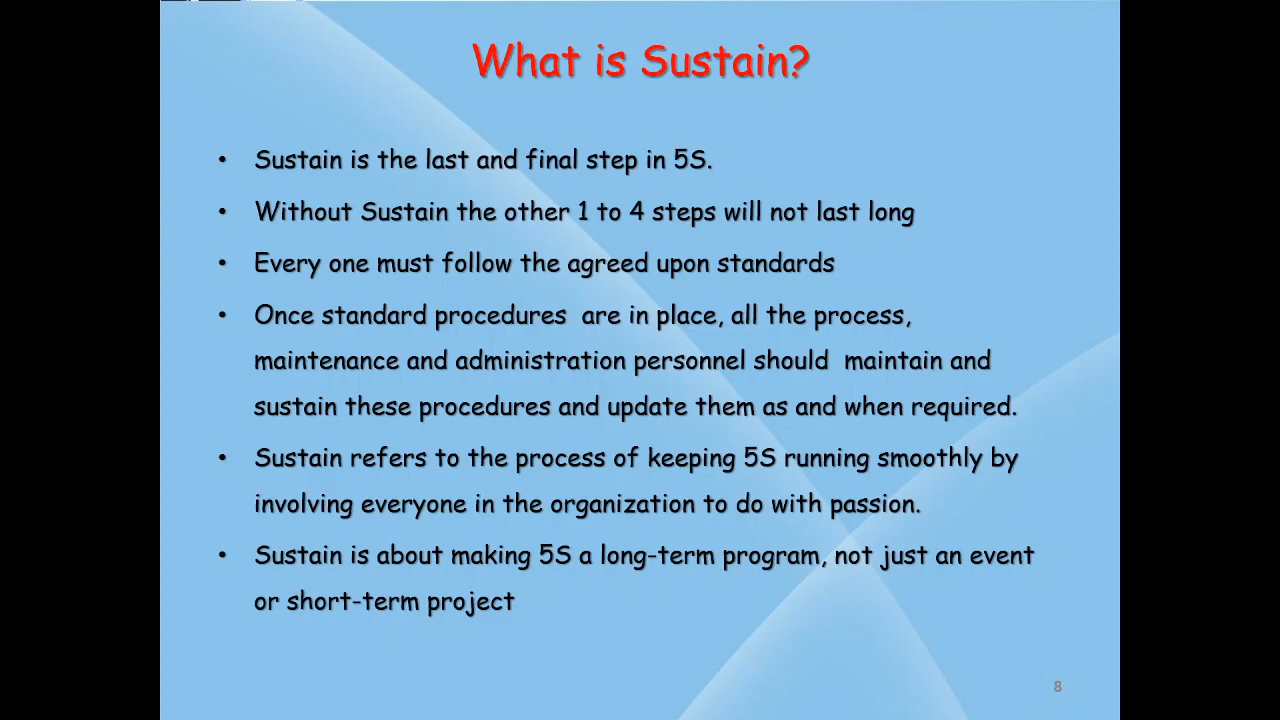 What is Sustain?
• Sustain is the last and final step in 5S.
• Without Sustain the other 1 to 4 steps will not last long
• Every one must follow the agreed upon standards
• Once standard procedures  are in place, all the process,
maintenance and administration personnel should  maintain and
sustain these procedures and update them as and when required.
• Sustain refers to the process of keeping 5S running smoothly by
involving everyone in the organization to do with passion.
• Sustain is about making 5S a long-term program, not just an event
or short-term project
8